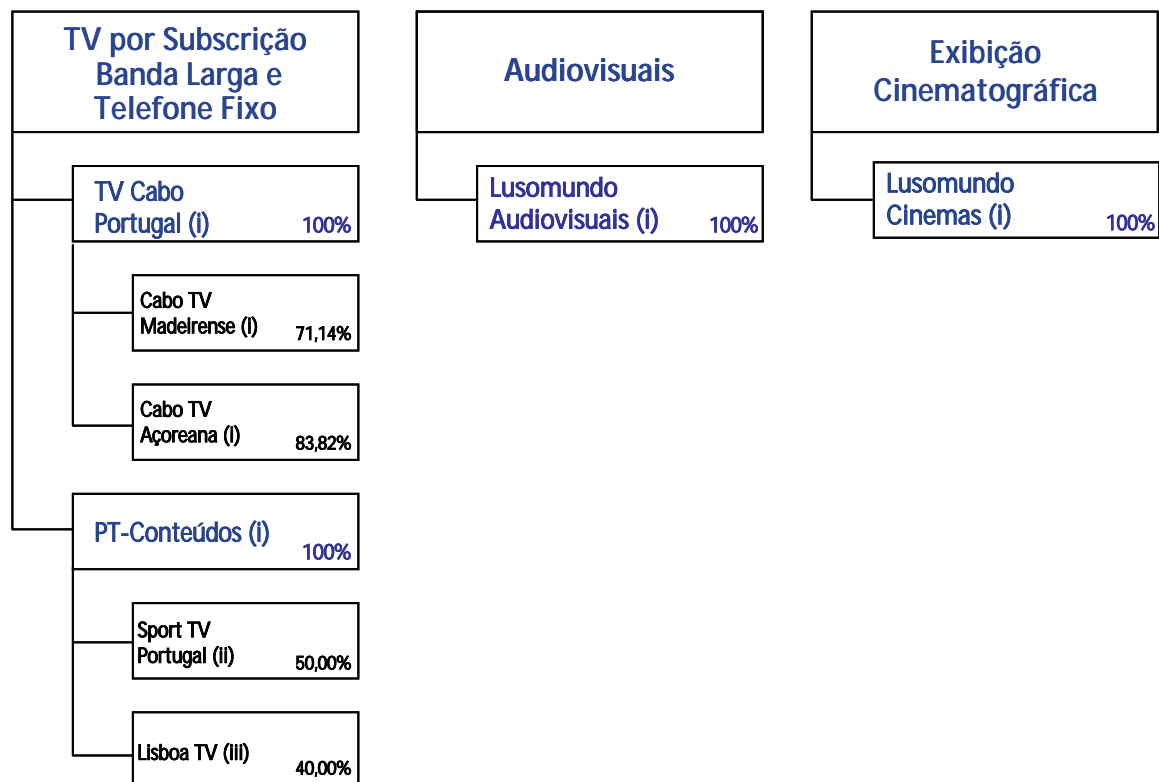 TV por Subscrição
Banda Larga e
Telefone Fixo
TV Cabo
Portugal (i) 100%
Cabo TV
Madeirense (i) 71,14%
Cabo TV
Açoreana (i) 83,82%
PT-Conteúdos (i) 100%
Sport TV
Portugal (ii) 50,00%
Lisboa TV (iii) 40,00%
Audiovisuais
Lusomundo
Audiovisuais (i) 100%
Exibição
Cinematográfica
Lusomundo
Cinemas (i) 100%